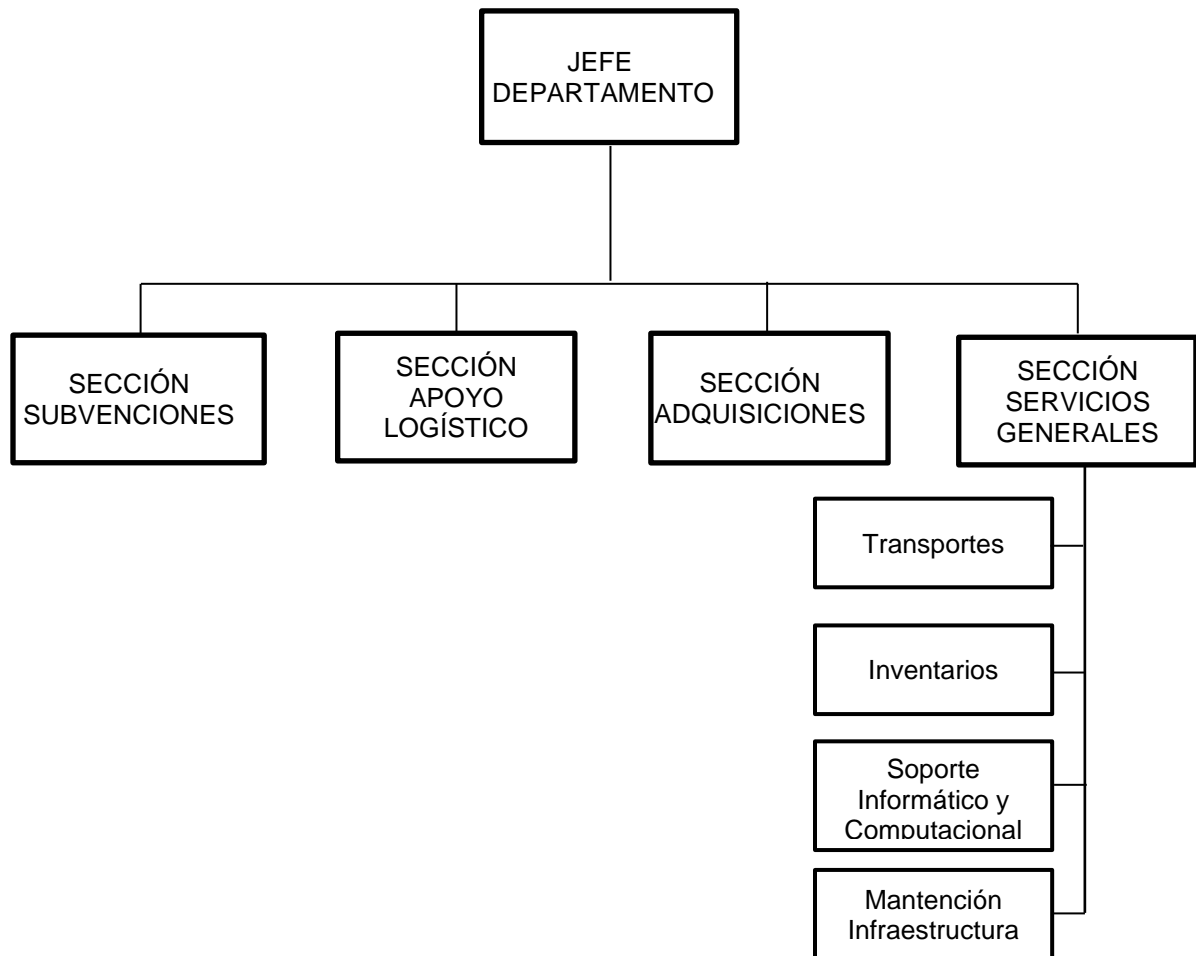 JEFE
DEPARTAMENTO
SECCIÓN
SUBVENCIONES
SECCIÓN
APOYO
LOGÍSTICO
SECCIÓN
ADQUISICIONES
SECCIÓN
SERVICIOS
GENERALES
Transportes
Inventarios
Soporte
Informático y
Computacional
Mantención
Infraestructura